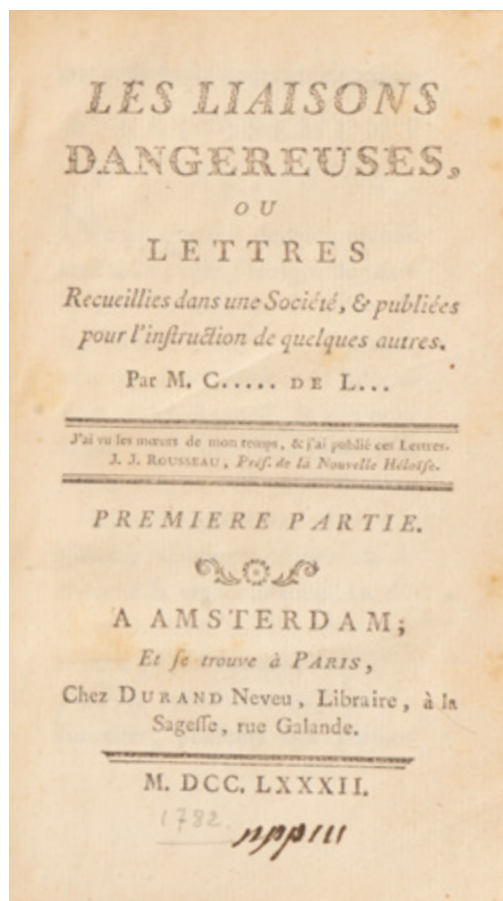 LES LIAISONS
DANGEREUSES,
OU
LETTRES
Recueillies dans une Société, & publiées
pour l'instruction de quelques autres.
Par M. C..... DE L...
J'ai vu les mœurs de mon temps, & j'ai publié ces Lettres.
J. J. ROUSSEAU, Préf. de la Nouvelle Héloïse.
PREMIERE PARTIE.
A AMSTERDAM;
Et se trouve à PARIS,
Chez DURAND Neveu, Libraire, à la
Sagesse, rue Galande.
M. DCC. LXXXII.
1782.